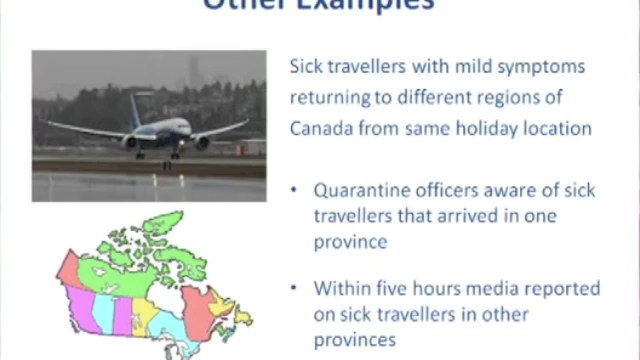 Other Examples
Sick travellers with mild symptoms
returning to different regions of
Canada from same holiday location
• Quarantine officers aware of sick
travellers that arrived in one
province
• Within five hours media reported
on sick travellers in other
provinces